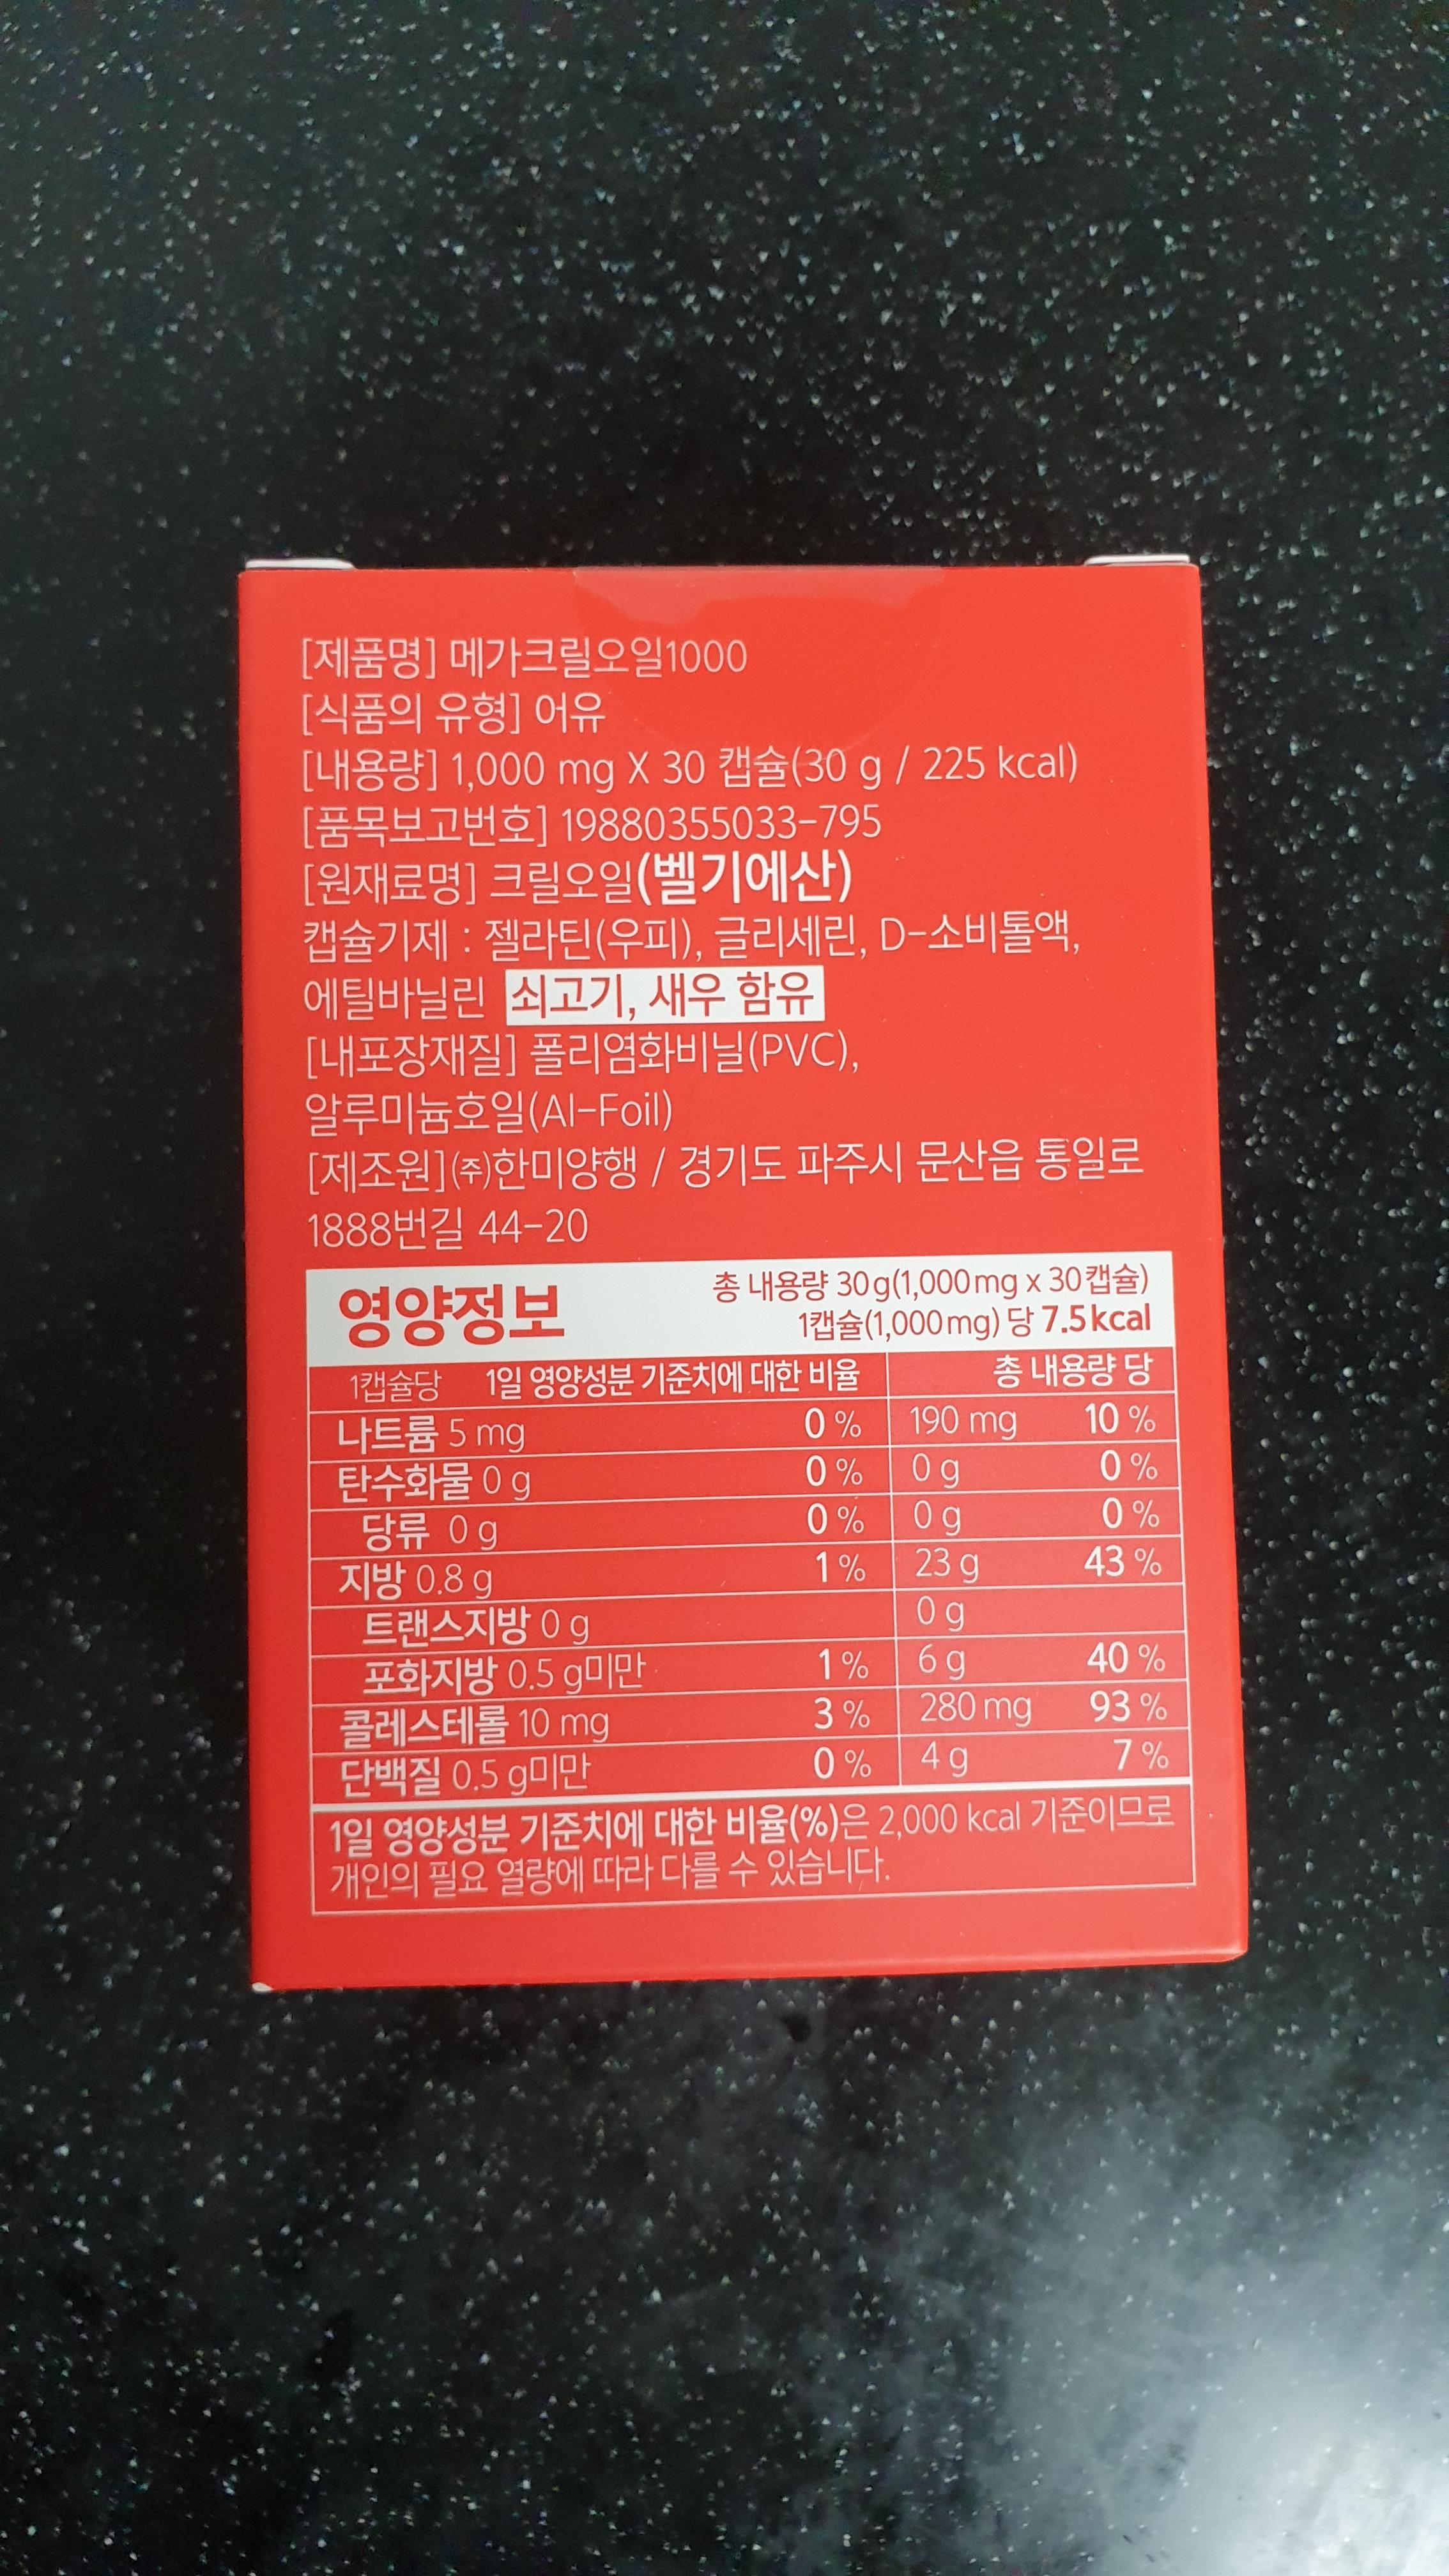 [제품명] 메가크릴오일1000
[식품의 유형] 어유
[내용량] 1,000 mg X 30 캡슐(30 g / 225 kcal)
[품목보고번호] 19880355033-795
[원재료명] 크릴오일(벨기에산)
캡슐기제 : 젤라틴(우피), 글리세린, D-소비톨액,
에틸바닐린 쇠고기, 새우 함유
[내포장재질] 폴리염화비닐(PVC),
알루미늄호일(Al-Foil)
[제조원](주)한미양행 / 경기도 파주시 문산읍 통일로
1888번길 44-20
영양정보 총 내용량 30 g(1,000 mg x 30 캡슐)
1캡슐(1,000 mg) 당 7.5 kcal
1캡슐당 1일 영양성분 기준치에 대한 비율 총 내용량 당
나트륨 5 mg 0 % 190 mg 10 %
탄수화물 0 g 0 % 0 g 0 %
당류 0 g 0 % 0 g 0 %
지방 0.8 g 1 % 23 g 43 %
트랜스지방 0 g 0 g
포화지방 0.5 g미만 1 % 6 g 40 %
콜레스테롤 10 mg 3 % 280 mg 93 %
단백질 0.5 g미만 0 % 4 g 7 %
1일 영양성분 기준치에 대한 비율(%)은 2,000 kcal 기준이므로
개인의 필요 열량에 따라 다를 수 있습니다.